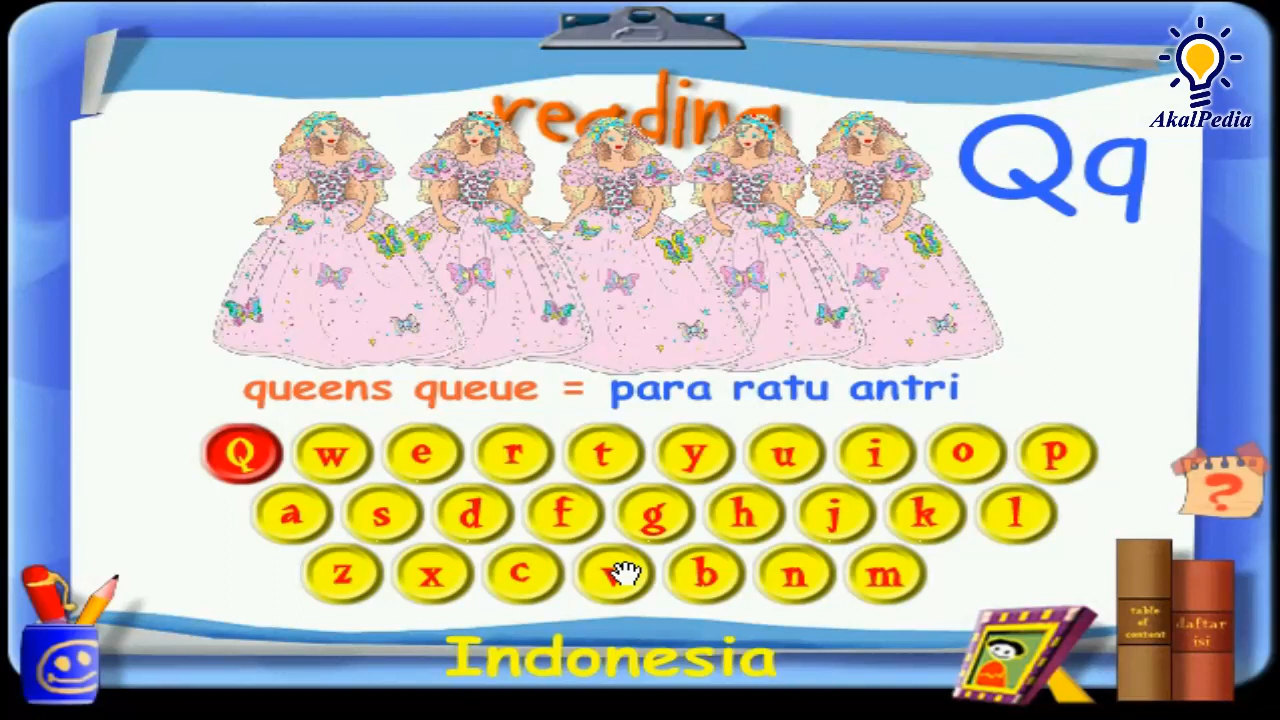 reading
AkalPedia
Qq
queens queue = para ratu antri
Q w e r t y u i o p
a s d f g h j k l
z x c v b n m
?
table of content
daftar isi
Indonesia